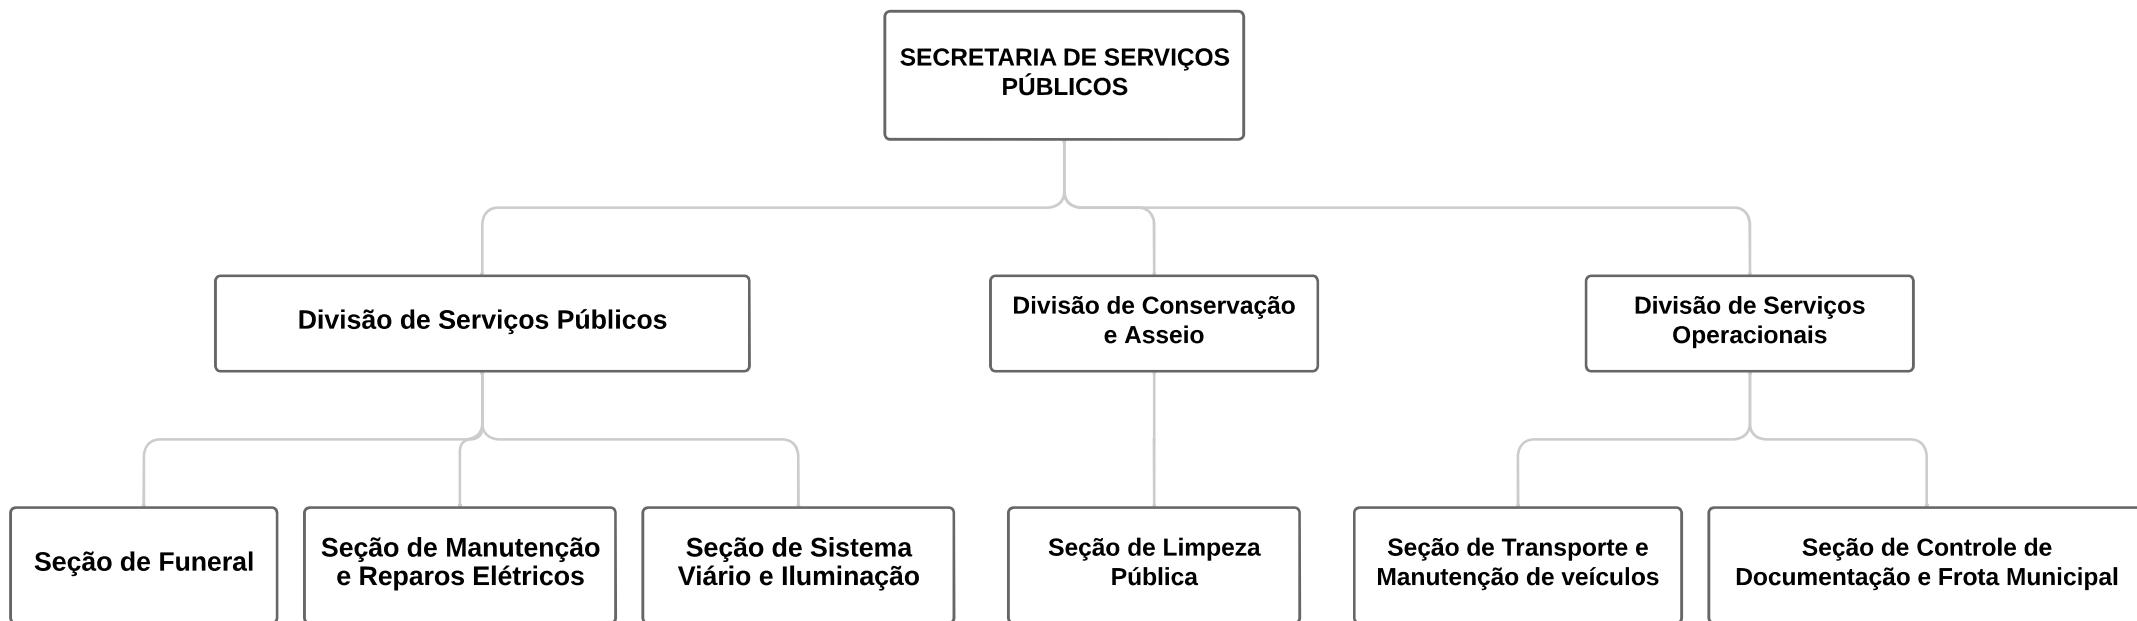 SECRETARIA DE SERVIÇOS
PÚBLICOS
Divisão de Serviços Públicos
Divisão de Conservação
e Asseio
Divisão de Serviços
Operacionais
Seção de Funeral
Seção de Manutenção
e Reparos Elétricos
Seção de Sistema
Viário e Iluminação
Seção de Limpeza
Pública
Seção de Transporte e
Manutenção de veículos
Seção de Controle de
Documentação e Frota Municipal